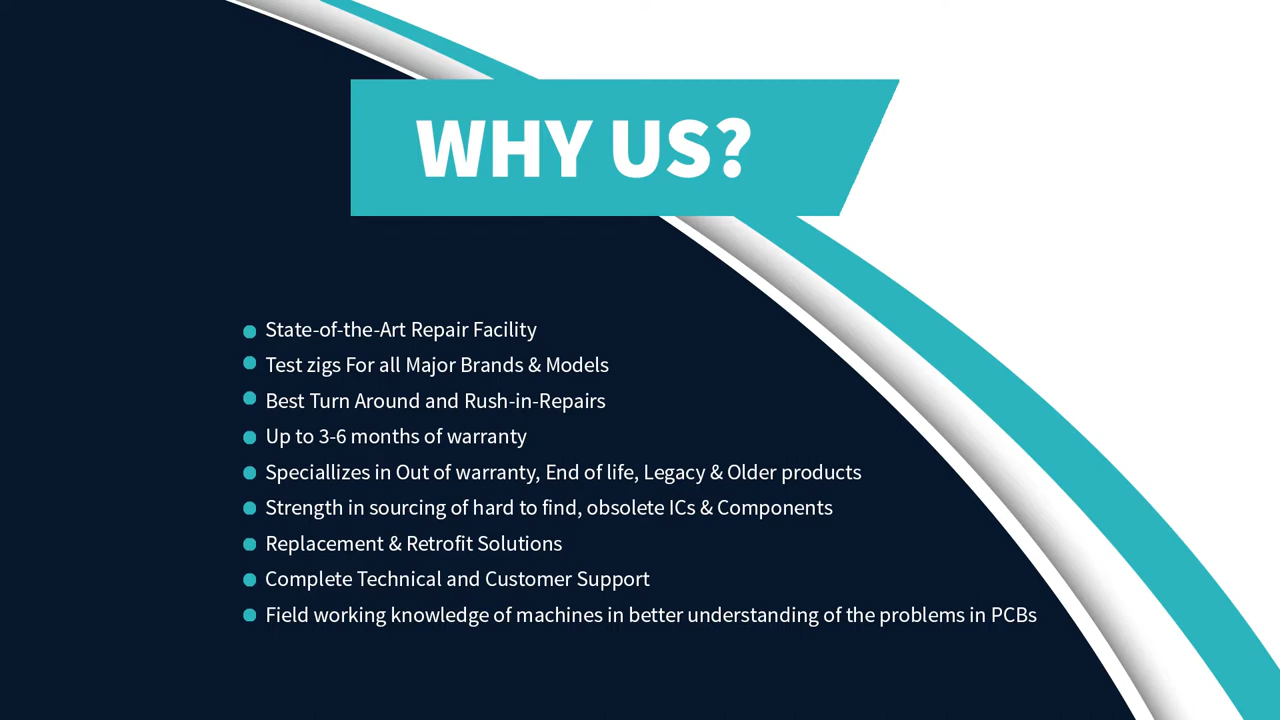 WHY US?
State-of-the-Art Repair Facility
Test zigs For all Major Brands & Models
Best Turn Around and Rush-in-Repairs
Up to 3-6 months of warranty
Speciallizes in Out of warranty, End of life, Legacy & Older products
Strength in sourcing of hard to find, obsolete ICs & Components
Replacement & Retrofit Solutions
Complete Technical and Customer Support
Field working knowledge of machines in better understanding of the problems in PCBs